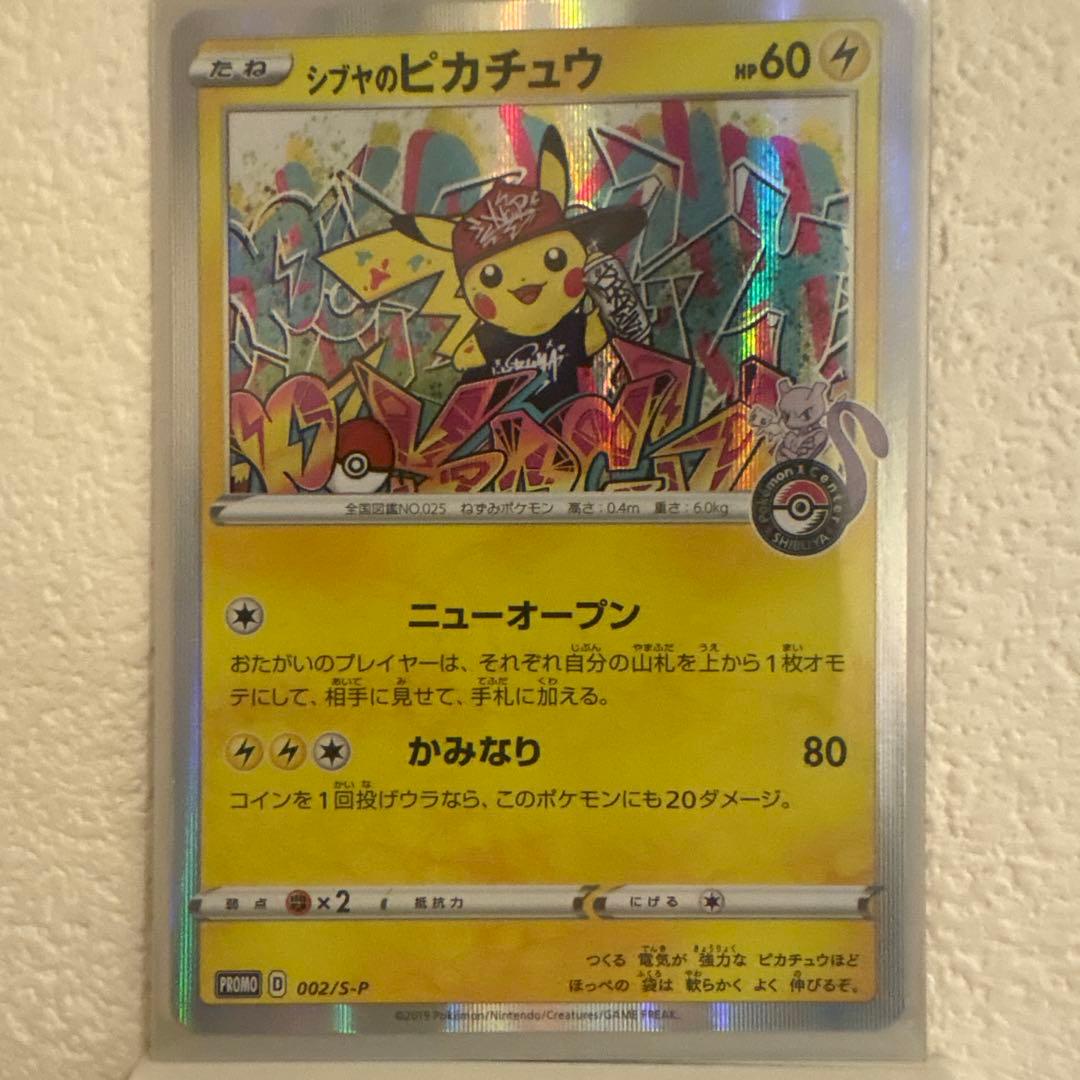 たね シブヤのピカチュウ HP60
全国図鑑NO.025 ねずみポケモン 高さ:0.4m 重さ:6.0kg
Pokémon Center
SHIBUYA
ニューオープン
おたがいのプレイヤーは、それぞれ自分の山札を上から1枚オモ
テにして、相手に見せて、手札に加える。
かみなり 80
コインを1回投げウラなら、このポケモンにも20ダメージ。
弱点 ×2 抵抗力 にげる
つくる 電気が 強力な ピカチュウほど
ほっぺの 袋は 軟らかく よく 伸びるぞ。
PROMO D 002/S-P
©2019 Pokémon/Nintendo/Creatures/GAME FREAK.